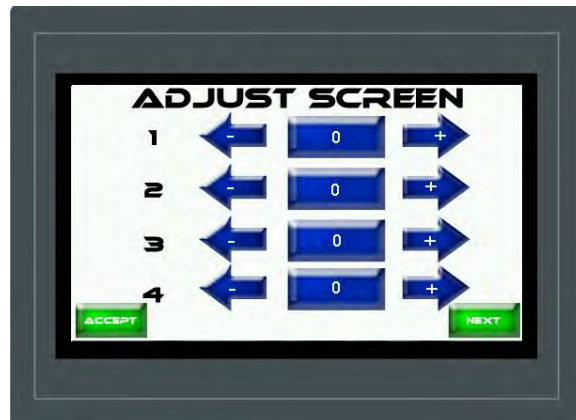 ADJUST SCREEN
1 - 0 +
2 - 0 +
3 - 0 +
4 - 0 +
ACCEPT NEXT